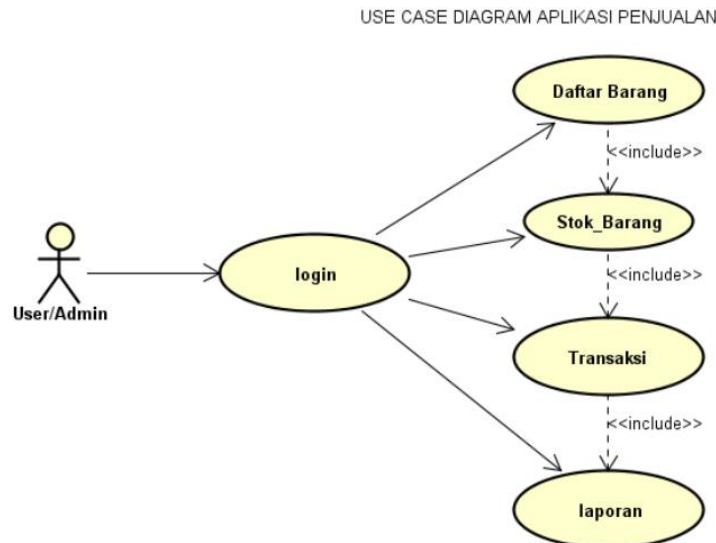 USE CASE DIAGRAM APLIKASI PENJUALAN
Daftar Barang
<<include>>
Stok_Barang
login
User/Admin
<<include>>
Transaksi
<<include>>
laporan